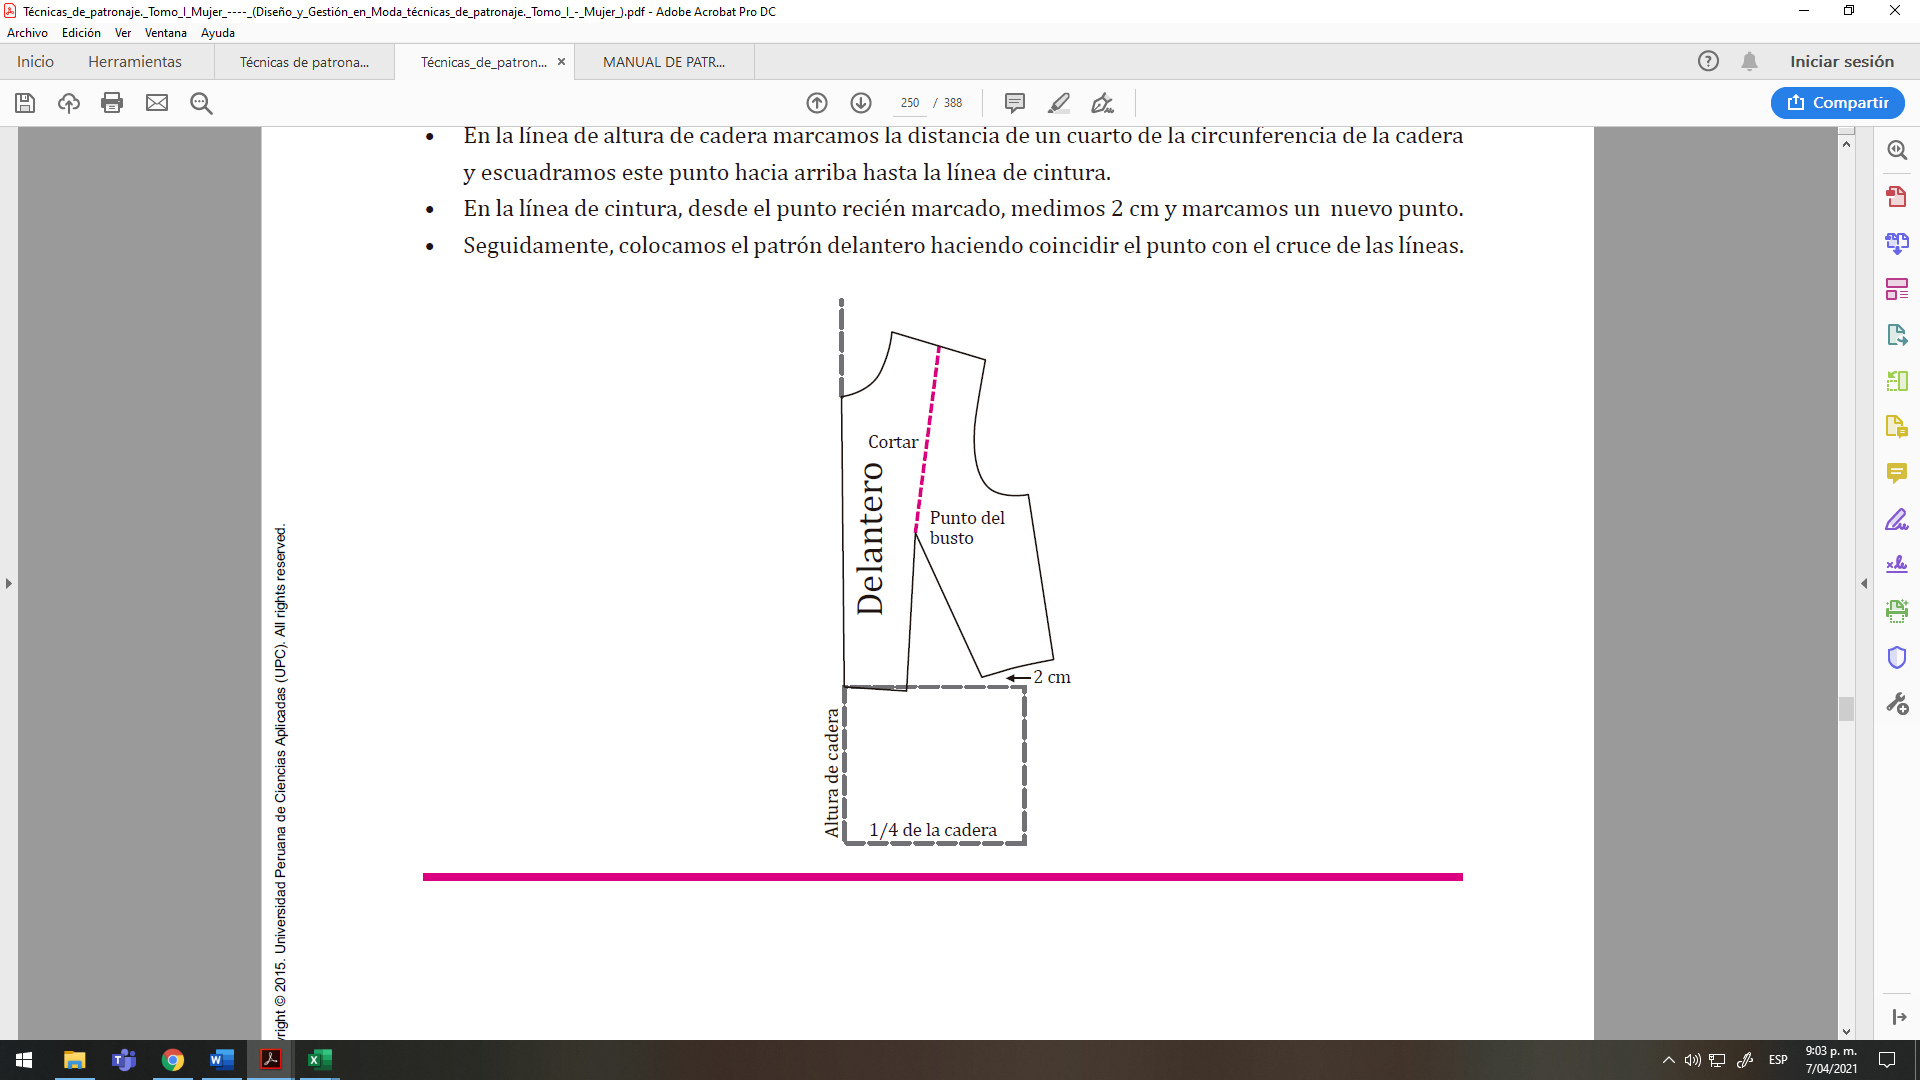 Técnicas_de_patronaje._Tomo_I_Mujer_----_(Diseño_y_Gestión_en_Moda_técnicas_de_patronaje._Tomo_I_-_Mujer_).pdf - Adobe Acrobat Pro DC
Archivo Edición Ver Ventana Ayuda
Inicio Herramientas Técnicas de patrona... Técnicas_de_patron... × MANUAL DE PATR... Iniciar sesión
250 / 388 Compartir
• En la línea de altura de cadera marcamos la distancia de un cuarto de la circunferencia de la cadera
y escuadramos este punto hacia arriba hasta la línea de cintura.
• En la línea de cintura, desde el punto recién marcado, medimos 2 cm y marcamos un nuevo punto.
• Seguidamente, colocamos el patrón delantero haciendo coincidir el punto con el cruce de las líneas.
Cortar
Delantero
Punto del
busto
2 cm
Altura de cadera
1/4 de la cadera
right © 2015. Universidad Peruana de Ciencias Aplicadas (UPC). All rights reserved.
ESP
9:03 p. m.
7/04/2021